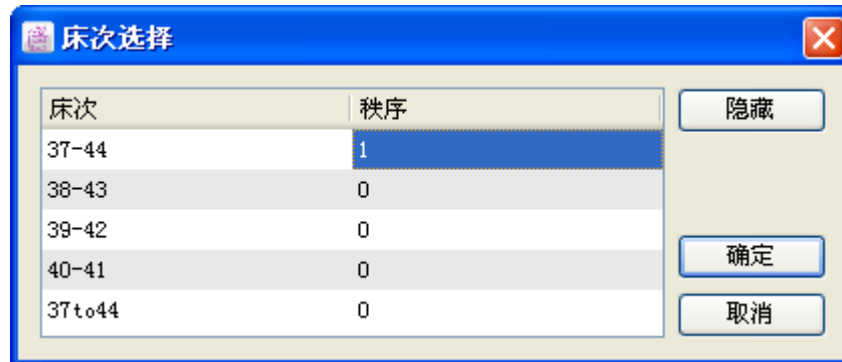 床次选择
床次 秩序 隐藏
37-44 1
38-43 0
39-42 0
40-41 0 确定
37to44 0 取消